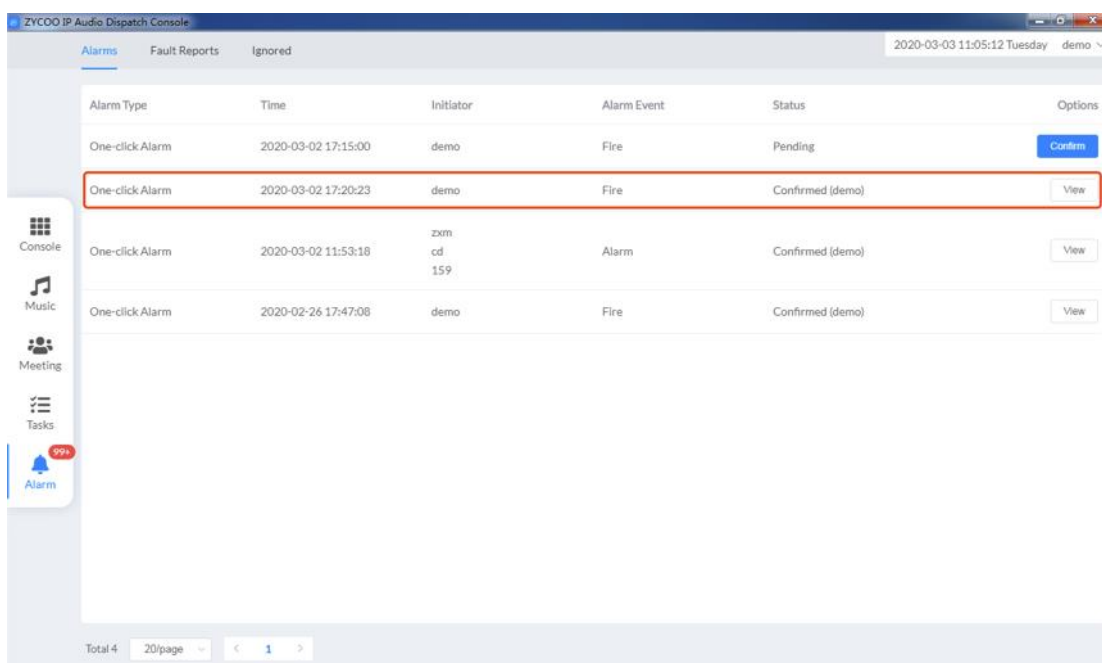 ZYCOO IP Audio Dispatch Console
Alarms Fault Reports Ignored 2020-03-03 11:05:12 Tuesday demo
Alarm Type Time Initiator Alarm Event Status Options
One-click Alarm 2020-03-02 17:15:00 demo Fire Pending Confirm
One-click Alarm 2020-03-02 17:20:23 demo Fire Confirmed (demo) View
One-click Alarm 2020-03-02 11:53:18 zxm cd 159 Alarm Confirmed (demo) View
One-click Alarm 2020-02-26 17:47:08 demo Fire Confirmed (demo) View
Console
Music
Meeting
Tasks
99+
Alarm
Total 4 20/page < 1 >